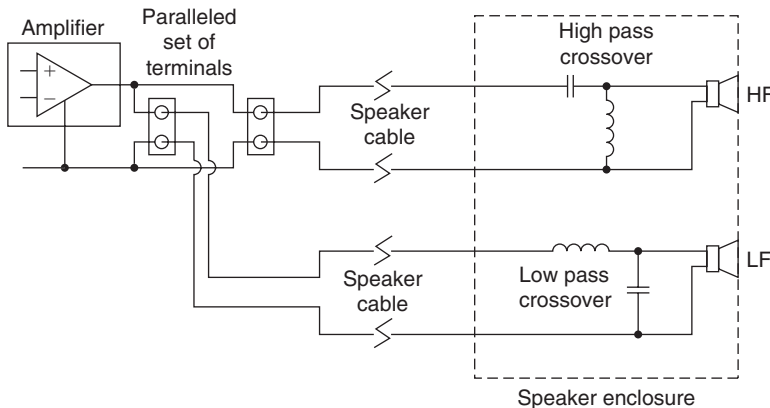 Amplifier
Paralleled
set of
terminals
+
−
High pass
crossover
HF
Speaker
cable
Speaker
cable
Low pass
crossover
LF
Speaker enclosure